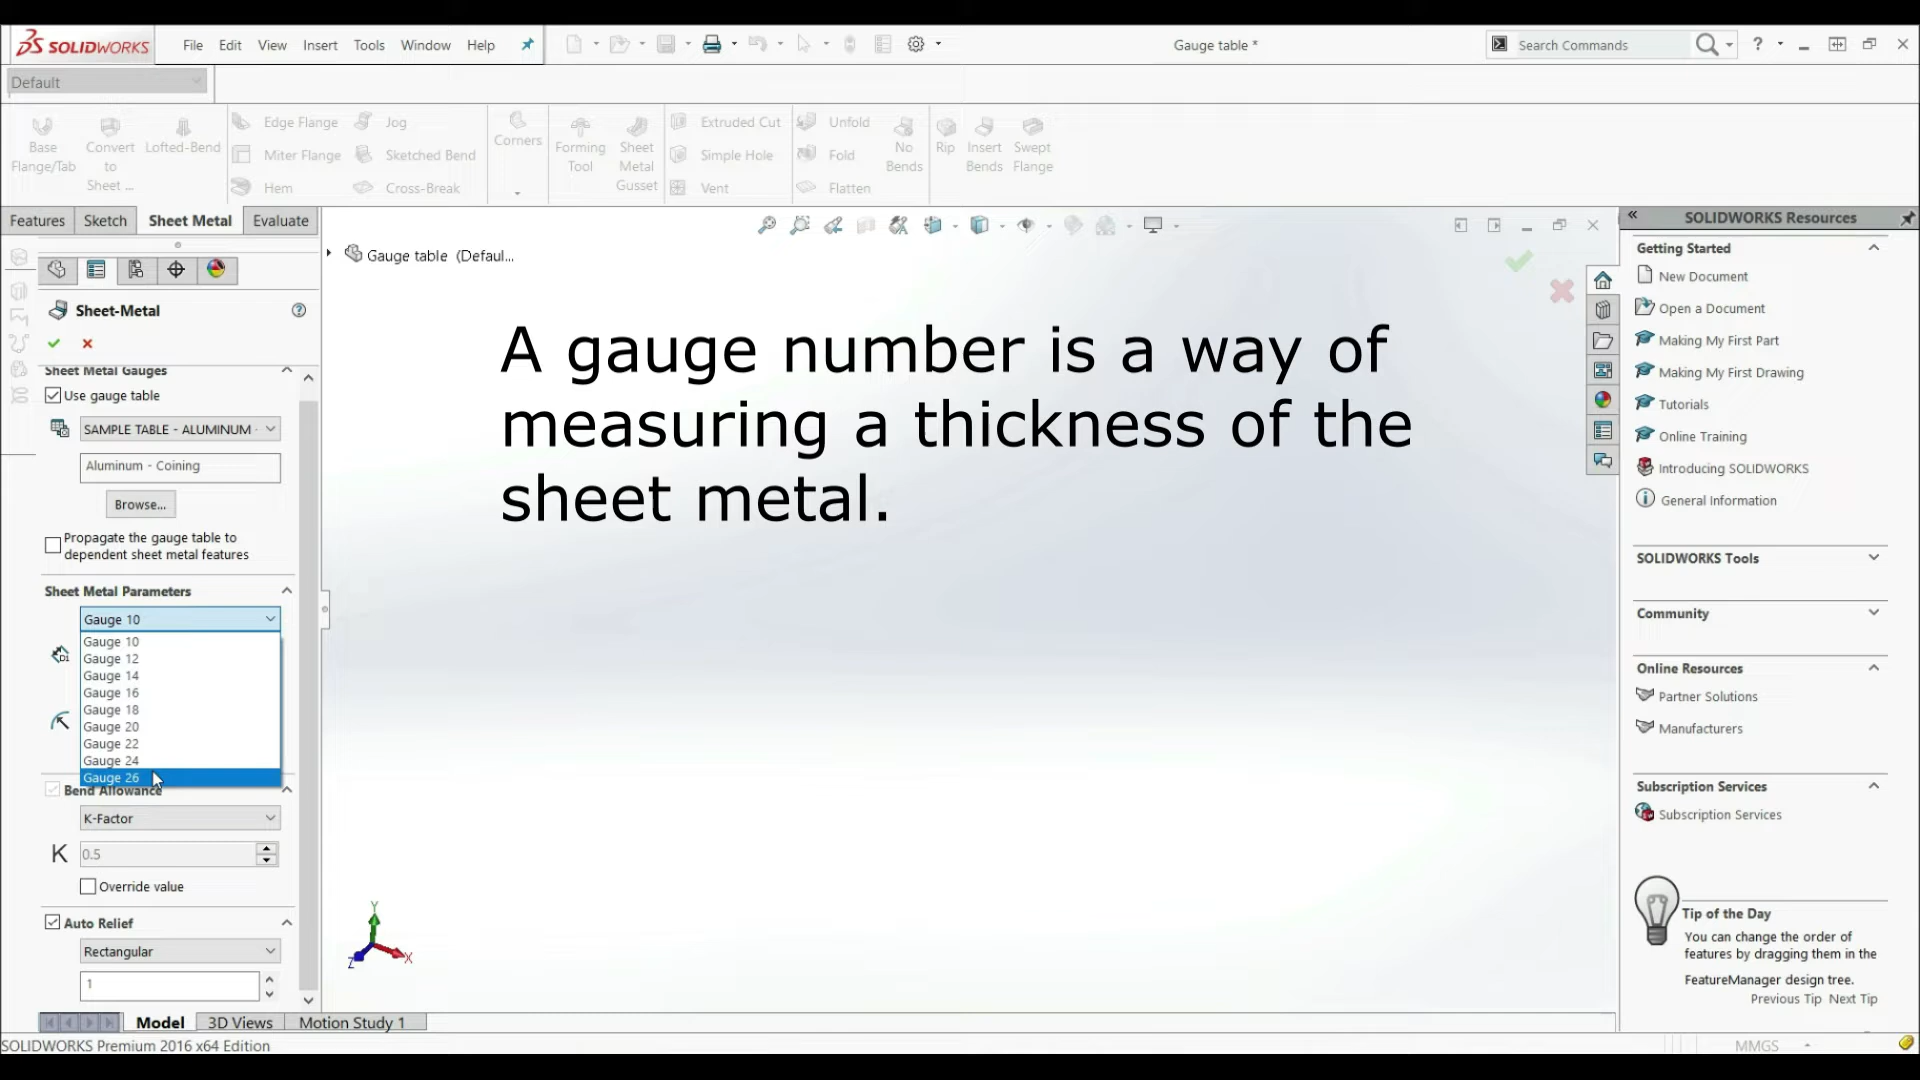 SOLIDWORKS
File Edit View Insert Tools Window Help
Gauge table *
Search Commands
?
Default
Base Flange/Tab
Convert to Sheet ...
Lofted-Bend
Edge Flange
Miter Flange
Hem
Jog
Sketched Bend
Cross-Break
Corners
Forming Tool
Sheet Metal Gusset
Extruded Cut
Simple Hole
Vent
Unfold
Fold
Flatten
No Bends
Rip
Insert Bends
Swept Flange
Features Sketch Sheet Metal Evaluate
Gauge table (Defaul...
Sheet-Metal
Sheet Metal Gauges
Use gauge table
SAMPLE TABLE - ALUMINUM -
Aluminum - Coining
Browse...
Propagate the gauge table to
dependent sheet metal features
Sheet Metal Parameters
Gauge 10
Gauge 10
Gauge 12
Gauge 14
Gauge 16
Gauge 18
Gauge 20
Gauge 22
Gauge 24
Gauge 26
Bend Allowance
K-Factor
K 0.5
Override value
Auto Relief
Rectangular
1
A gauge number is a way of
measuring a thickness of the
sheet metal.
Y
Z
X
SOLIDWORKS Resources
Getting Started
New Document
Open a Document
Making My First Part
Making My First Drawing
Tutorials
Online Training
Introducing SOLIDWORKS
General Information
SOLIDWORKS Tools
Community
Online Resources
Partner Solutions
Manufacturers
Subscription Services
Subscription Services
Tip of the Day
You can change the order of
features by dragging them in the
FeatureManager design tree.
Previous Tip Next Tip
Model 3D Views Motion Study 1
SOLIDWORKS Premium 2016 x64 Edition
MMGS